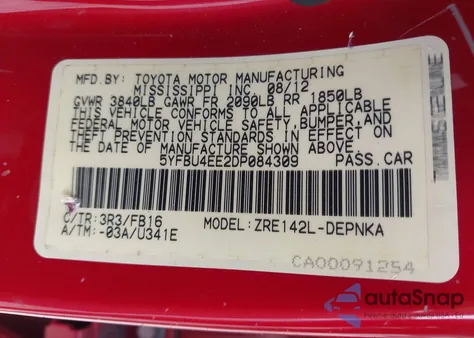 MFD.BY: TOYOTA MOTOR MANUFACTURING
MISSISSIPPI INC. 08/12
GVWR 3840LB GAWR FR 2090LB RR 1850LB
THIS VEHICLE CONFORMS TO ALL APPLICABLE
FEDERAL MOTOR VEHICLE SAFETY,BUMPER,AND
THEFT PREVENTION STANDARDS IN EFFECT ON
THE DATE OF MANUFACTURE SHOWN ABOVE.
5YFBU4EE2DP084309 PASS.CAR
C/TR:3R3/FB16 MODEL:ZRE142L-DEPNKA
A/TM:-03A/U341E
CA00091254
autoSnap